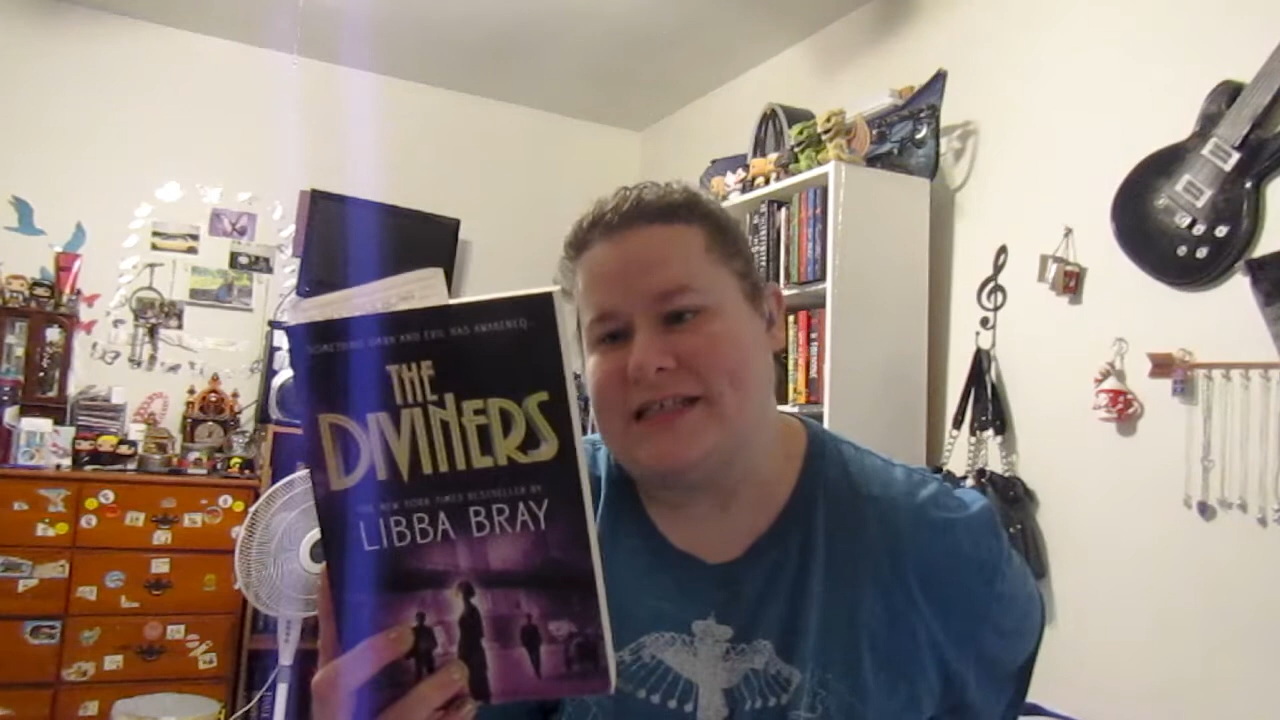 SOMETHING DARK AND EVIL HAS AWAKENED...
THE
DIVINERS
THE NEW YORK TIMES BESTSELLER BY
LIBBA BRAY